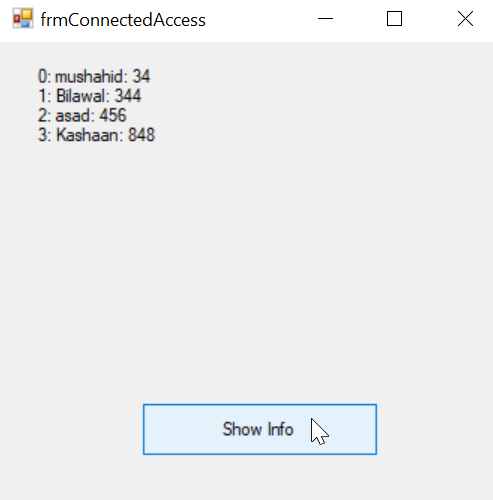 frmConnectedAccess
0: mushahid: 34
1: Bilawal: 344
2: asad: 456
3: Kashaan: 848
Show Info